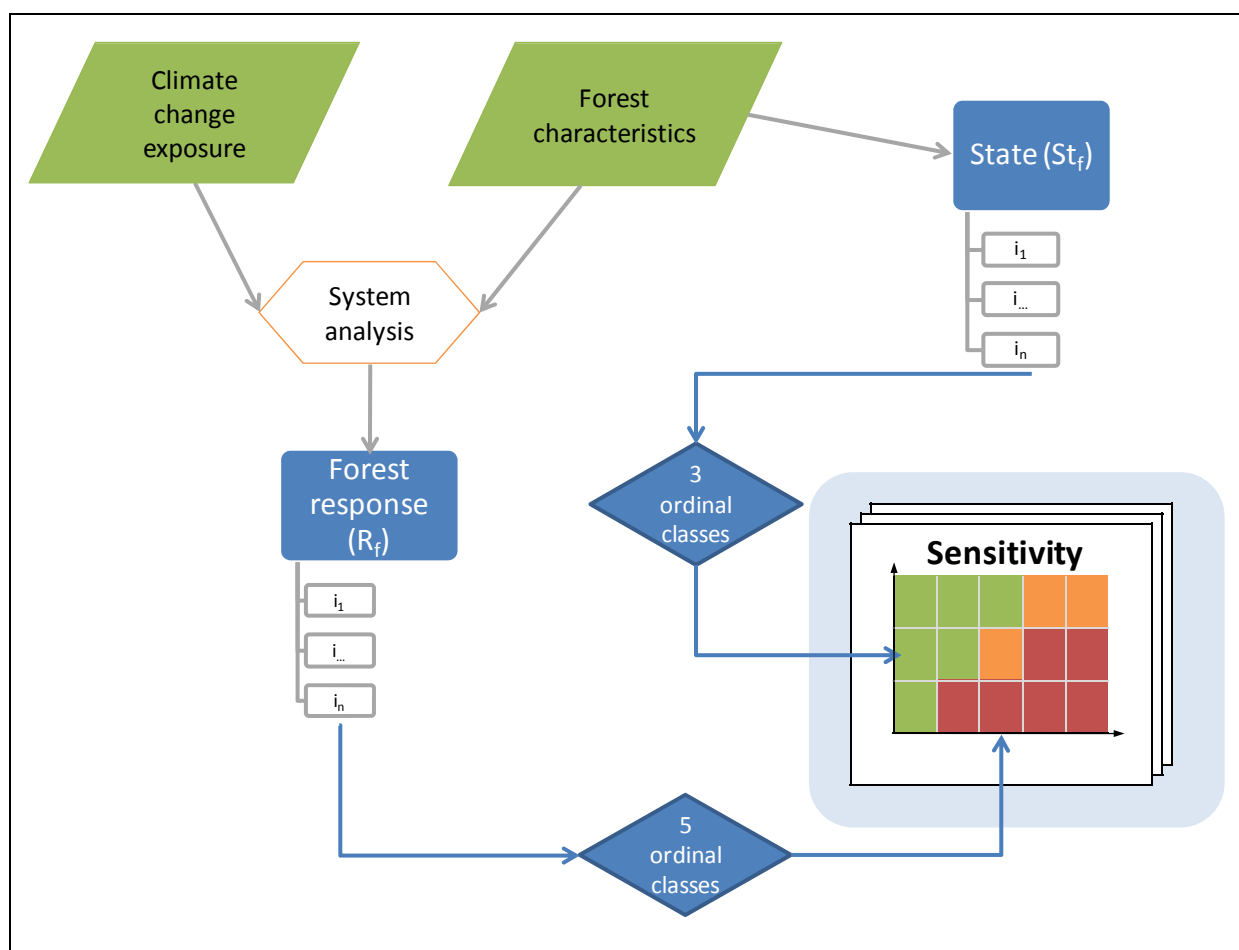 Climate
change
exposure
Forest
characteristics
State (St_f)
i_1
i_...
i_n
System
analysis
Forest
response
(R_f)
i_1
i_...
i_n
3
ordinal
classes
Sensitivity
5
ordinal
classes